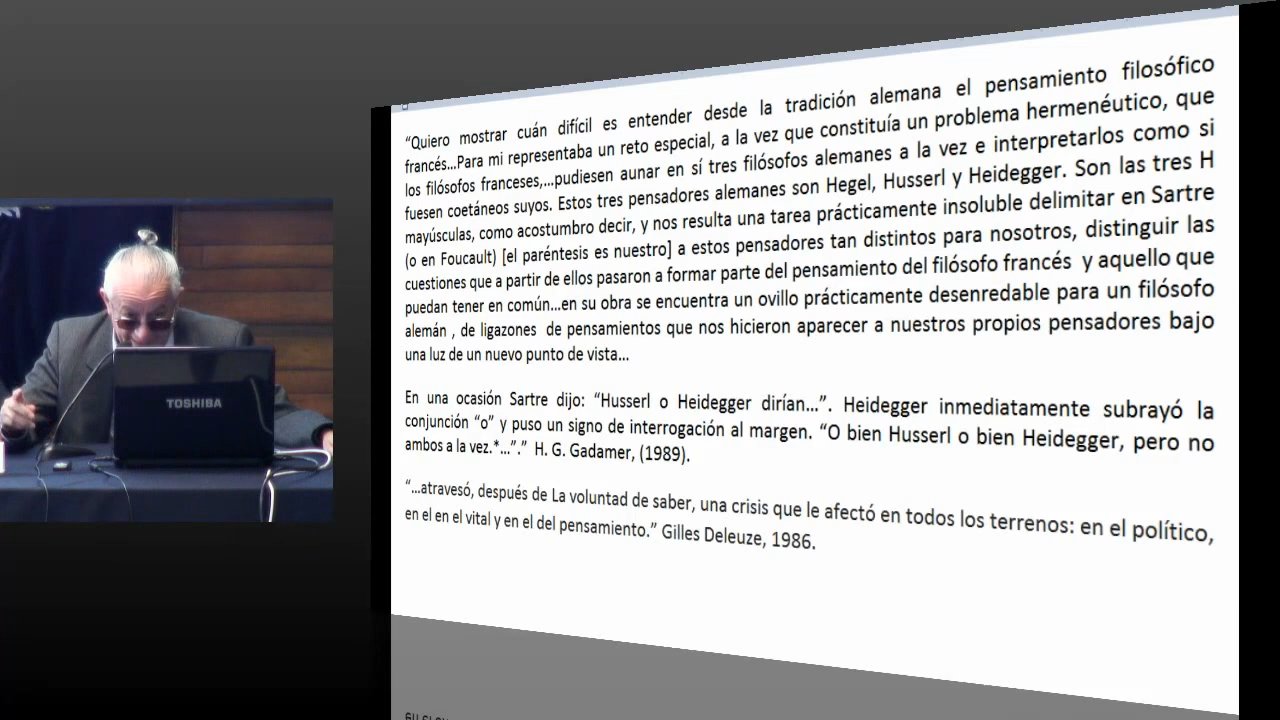 “Quiero mostrar cuán difícil es entender desde la tradición alemana el pensamiento filosófico
francés...Para mi representaba un reto especial, a la vez que constituía un problema hermenéutico, que
los filósofos franceses,...pudiesen aunar en sí tres filósofos alemanes a la vez e interpretarlos como si
fuesen coetáneos suyos. Estos tres pensadores alemanes son Hegel, Husserl y Heidegger. Son las tres H
mayúsculas, como acostumbro decir, y nos resulta una tarea prácticamente insoluble delimitar en Sartre
(o en Foucault) [el paréntesis es nuestro] a estos pensadores tan distintos para nosotros, distinguir las
cuestiones que a partir de ellos pasaron a formar parte del pensamiento del filósofo francés y aquello que
puedan tener en común...en su obra se encuentra un ovillo prácticamente desenredable para un filósofo
alemán , de ligazones de pensamientos que nos hicieron aparecer a nuestros propios pensadores bajo
una luz de un nuevo punto de vista...
En una ocasión Sartre dijo: “Husserl o Heidegger dirían...”. Heidegger inmediatamente subrayó la
conjunción “o” y puso un signo de interrogación al margen. “O bien Husserl o bien Heidegger, pero no
ambos a la vez.*...”.” H. G. Gadamer, (1989).
“...atravesó, después de La voluntad de saber, una crisis que le afectó en todos los terrenos: en el político,
en el en el vital y en el del pensamiento.” Gilles Deleuze, 1986.
TOSHIBA